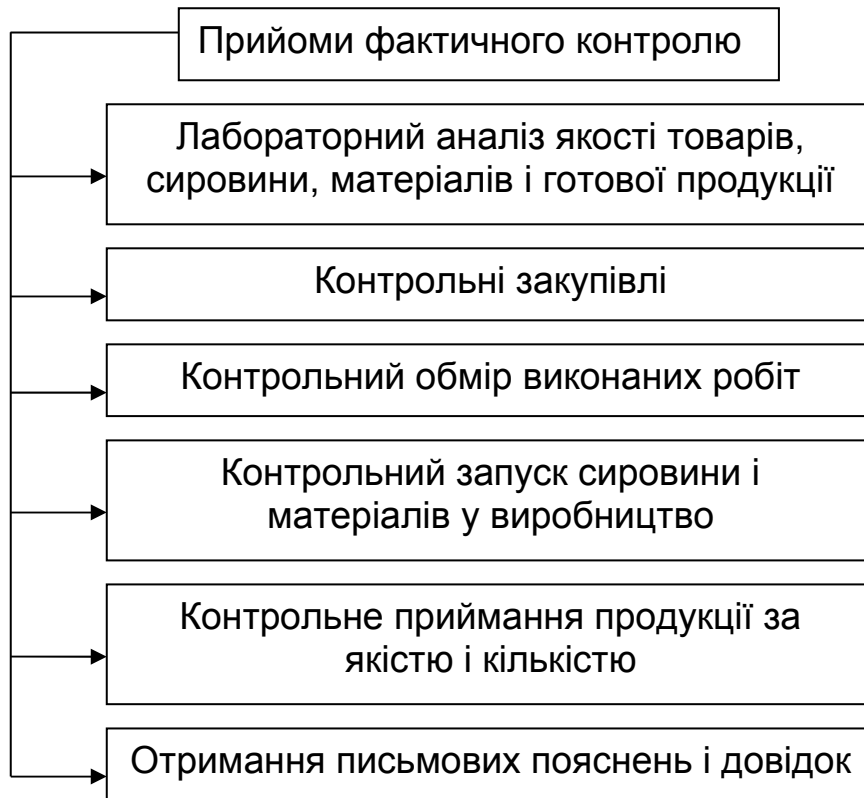 Прийоми фактичного контролю
Лабораторний аналіз якості товарів,
сировини, матеріалів і готової продукції
Контрольні закупівлі
Контрольний обмір виконаних робіт
Контрольний запуск сировини і
матеріалів у виробництво
Контрольне приймання продукції за
якістю і кількістю
Отримання письмових пояснень і довідок